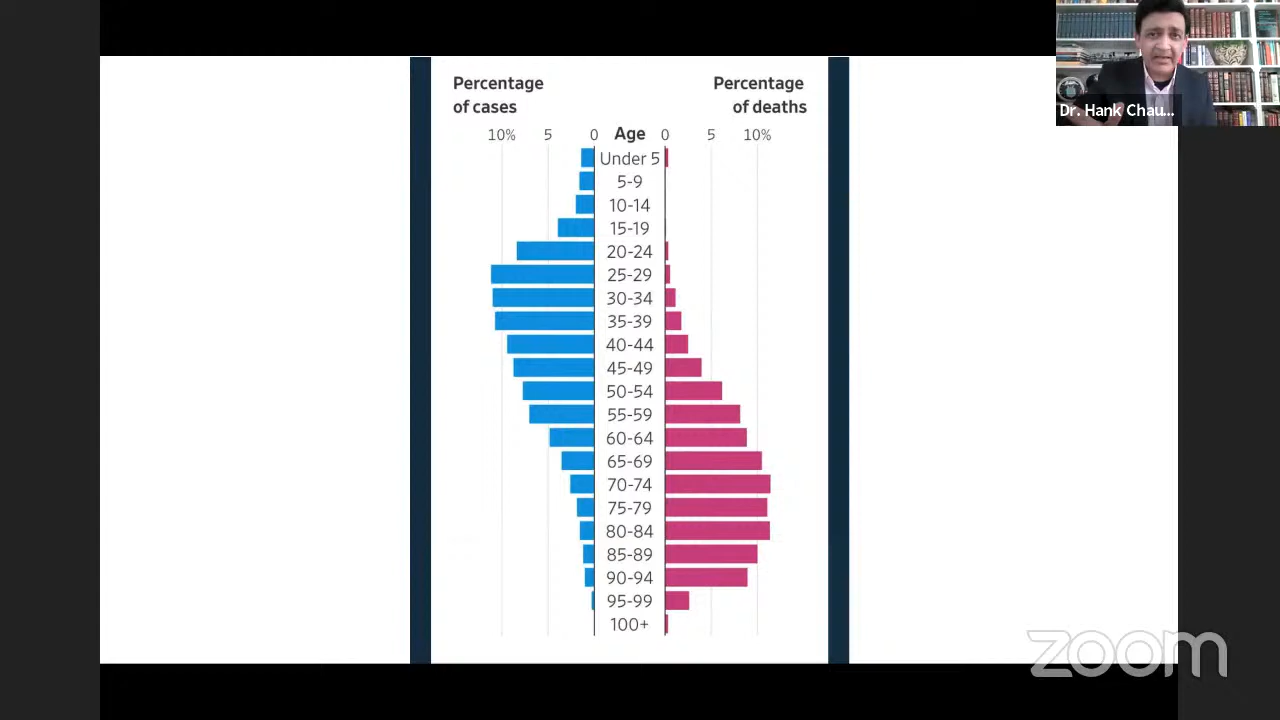 Percentage
of cases
Percentage
of deaths
10% 5 0 Age 0 5 10%
Under 5
5-9
10-14
15-19
20-24
25-29
30-34
35-39
40-44
45-49
50-54
55-59
60-64
65-69
70-74
75-79
80-84
85-89
90-94
95-99
100+
Dr. Hank Chau...
zoom